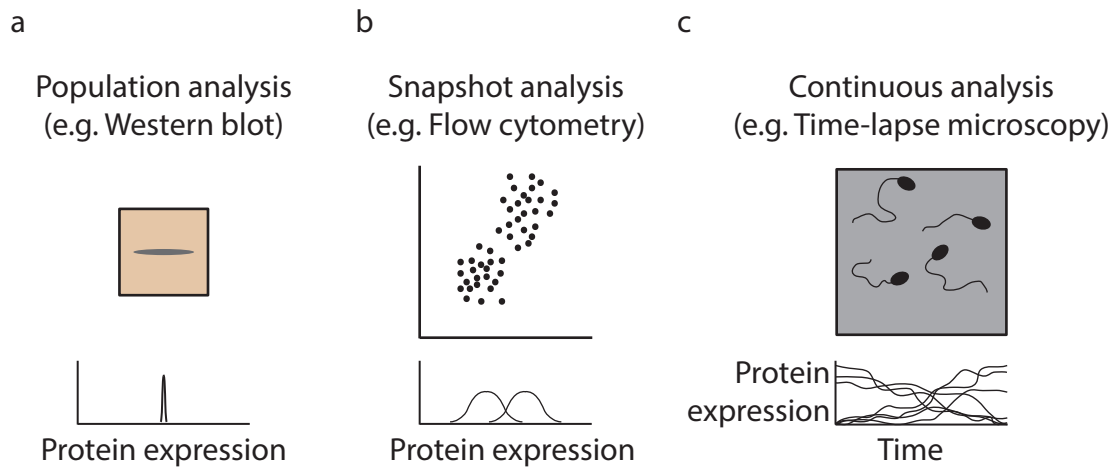 a
Population analysis
(e.g. Western blot)
Protein expression
b
Snapshot analysis
(e.g. Flow cytometry)
Protein expression
c
Continuous analysis
(e.g. Time-lapse microscopy)
Protein
expression
Time